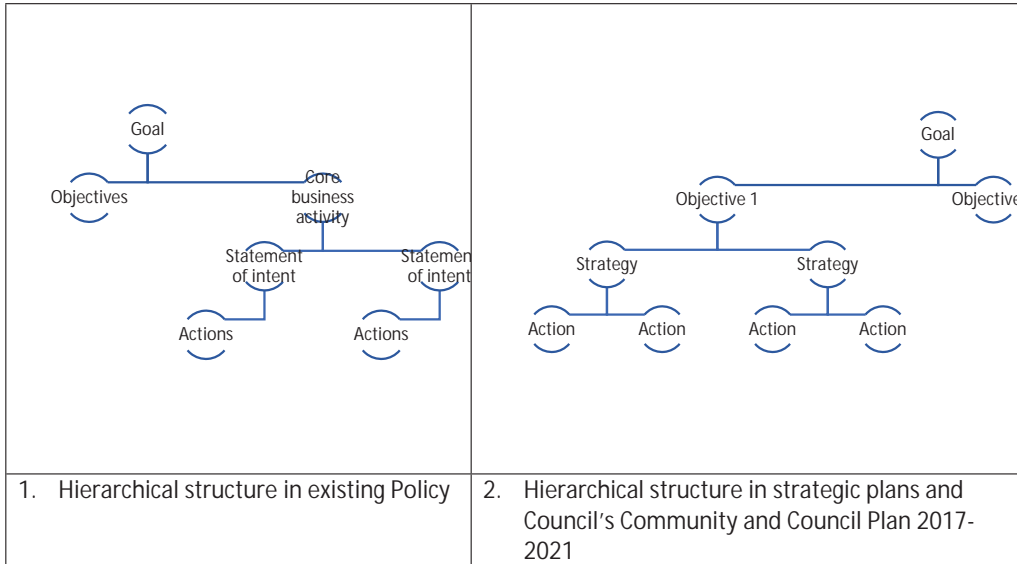 Goal
Objectives
Core
business
activity
Statement
of intent
Statemen
of intent
Actions
Actions
Goal
Objective 1
Objective
Strategy
Strategy
Action
Action
Action
Action
1. Hierarchical structure in existing Policy
2. Hierarchical structure in strategic plans and
Council's Community and Council Plan 2017-
2021